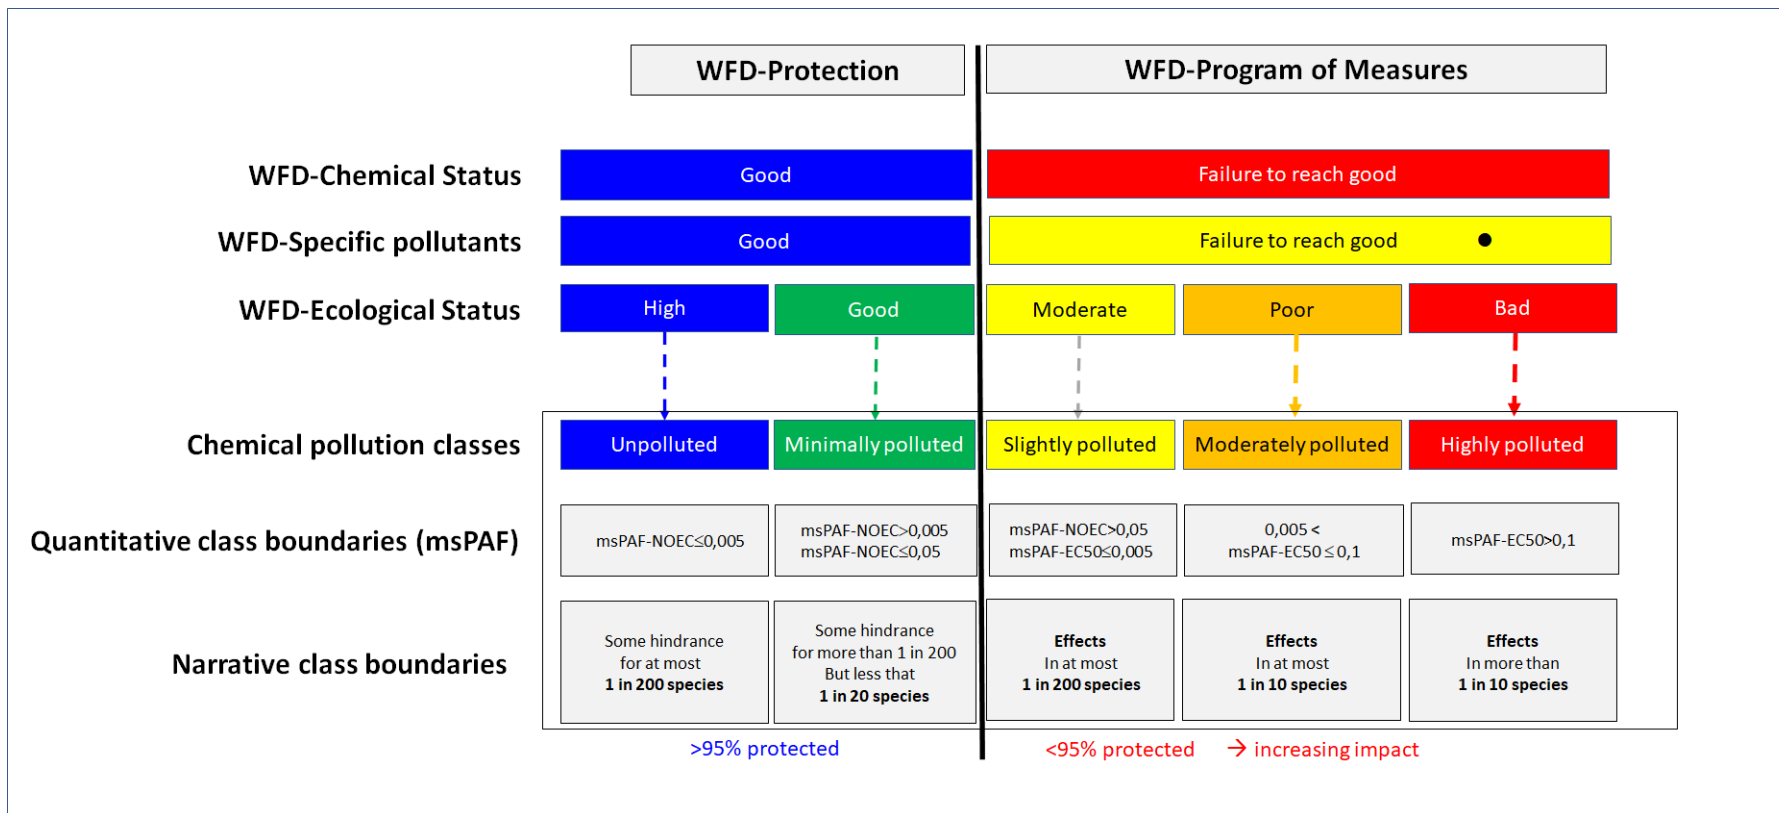 WFD-Protection
WFD-Program of Measures
WFD-Chemical Status
Good
Failure to reach good
WFD-Specific pollutants
Good
Failure to reach good
WFD-Ecological Status
High
Good
Moderate
Poor
Bad
Chemical pollution classes
Unpolluted
Minimally polluted
Slightly polluted
Moderately polluted
Highly polluted
Quantitative class boundaries (msPAF)
msPAF-NOEC≤0,005
msPAF-NOEC>0,005
msPAF-NOEC≤0,05
msPAF-NOEC>0,05
msPAF-EC50≤0,005
0,005 <
msPAF-EC50 ≤ 0,1
msPAF-EC50>0,1
Narrative class boundaries
Some hindrance
for at most
1 in 200 species
Some hindrance
for more than 1 in 200
But less that
1 in 20 species
Effects
In at most
1 in 200 species
Effects
In at most
1 in 10 species
Effects
In more than
1 in 10 species
>95% protected
<95% protected → increasing impact